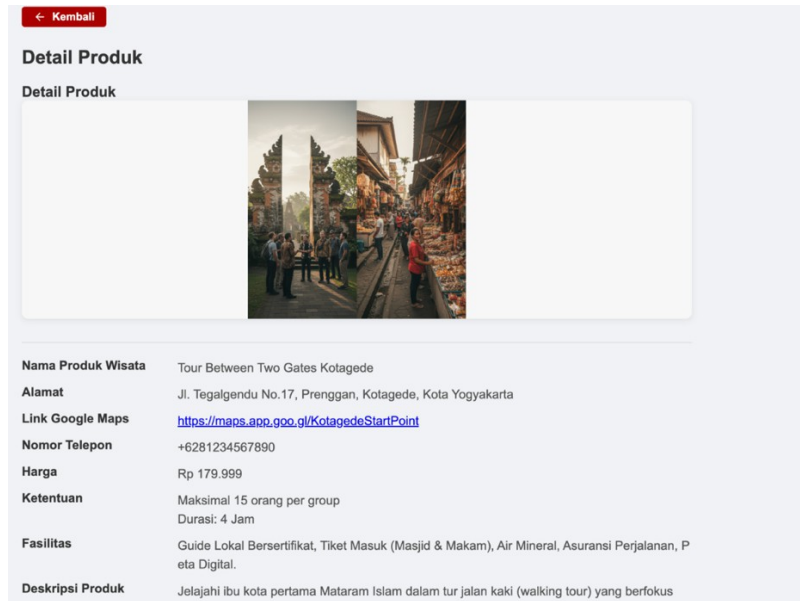 ← Kembali
Detail Produk
Detail Produk
Nama Produk Wisata Tour Between Two Gates Kotagede
Alamat Jl. Tegalgendu No.17, Prenggan, Kotagede, Kota Yogyakarta
Link Google Maps https://maps.app.goo.gl/KotagedeStartPoint
Nomor Telepon +6281234567890
Harga Rp 179.999
Ketentuan Maksimal 15 orang per group
Durasi: 4 Jam
Fasilitas Guide Lokal Bersertifikat, Tiket Masuk (Masjid & Makam), Air Mineral, Asuransi Perjalanan, P
eta Digital.
Deskripsi Produk Jelajahi ibu kota pertama Mataram Islam dalam tur jalan kaki (walking tour) yang berfokus